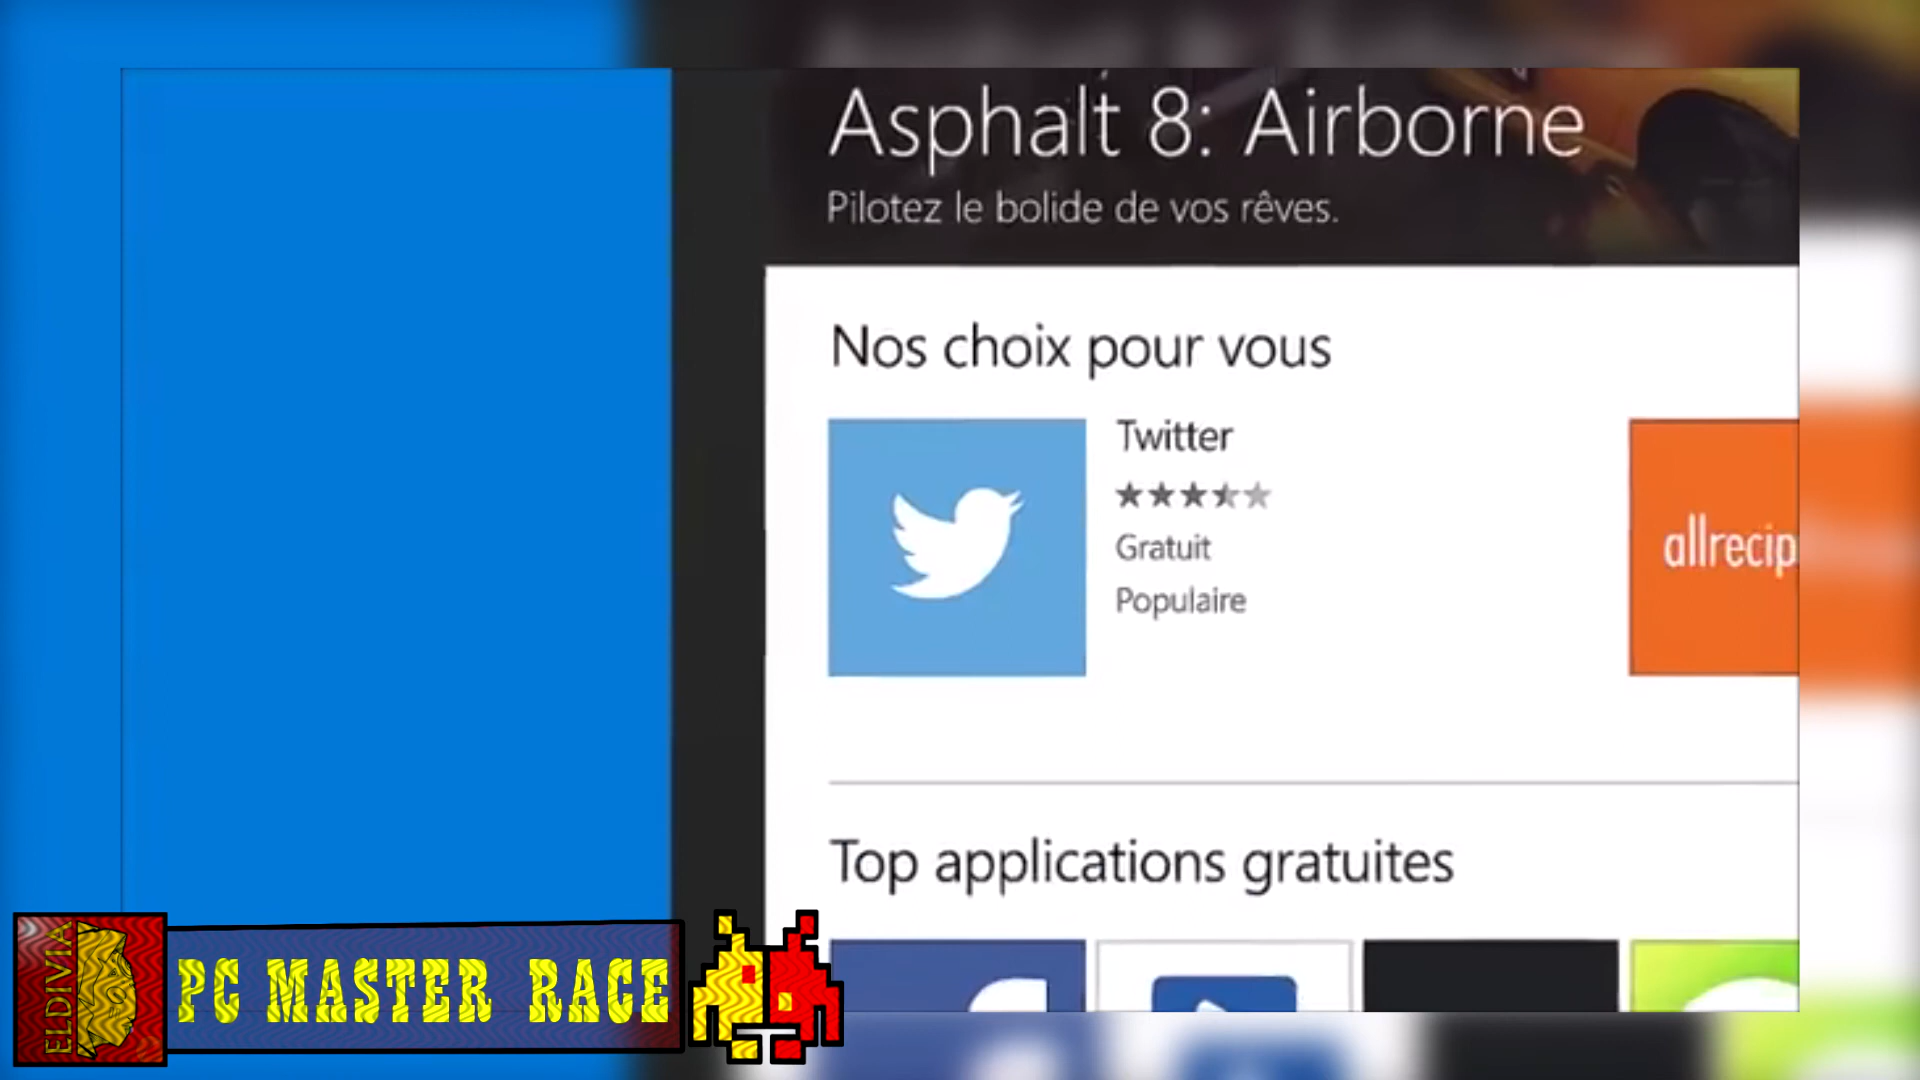 Asphalt 8: Airborne
Pilotez le bolide de vos rêves.
Nos choix pour vous
Twitter
Gratuit
Populaire
allrecip
Top applications gratuites
ELDIVIA
PC MASTER RACE